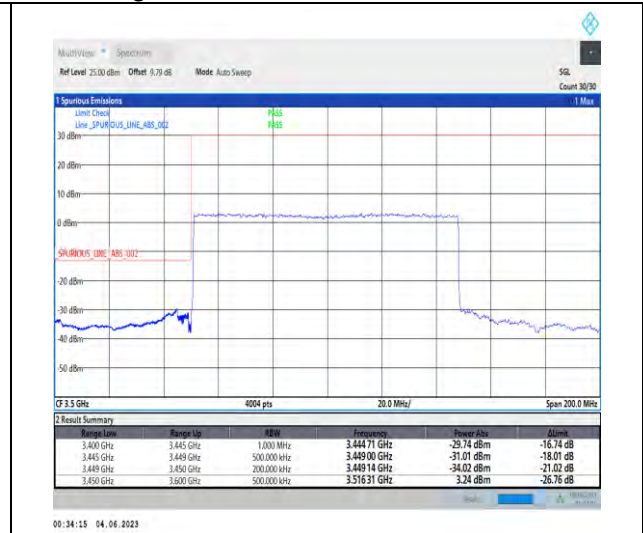 MultiView Spectrum
Ref Level 25.00 dBm Offset 9.79 dB Mode Auto Sweep SGL
Count 30/30
1 Spurious Emissions 1 Max
Limit Check PASS
Line _SPURIOUS_LINE_ABS_002 PASS
30 dBm
20 dBm
10 dBm
0 dBm
SPURIOUS_LINE_ABS_002
-20 dBm
-30 dBm
-40 dBm
-50 dBm
CF 3.5 GHz 4004 pts 20.0 MHz/ Span 200.0 MHz
2 Result Summary
Range Low Range Up RBW Frequency Power Abs ΔLimit
3.400 GHz 3.445 GHz 1.000 MHz 3.44471 GHz -29.74 dBm -16.74 dB
3.445 GHz 3.449 GHz 500.000 kHz 3.44900 GHz -31.01 dBm -18.01 dB
3.449 GHz 3.450 GHz 200.000 kHz 3.44914 GHz -34.02 dBm -21.02 dB
3.450 GHz 3.600 GHz 500.000 kHz 3.51631 GHz 3.24 dBm -26.76 dB
00:34:15 04.06.2023